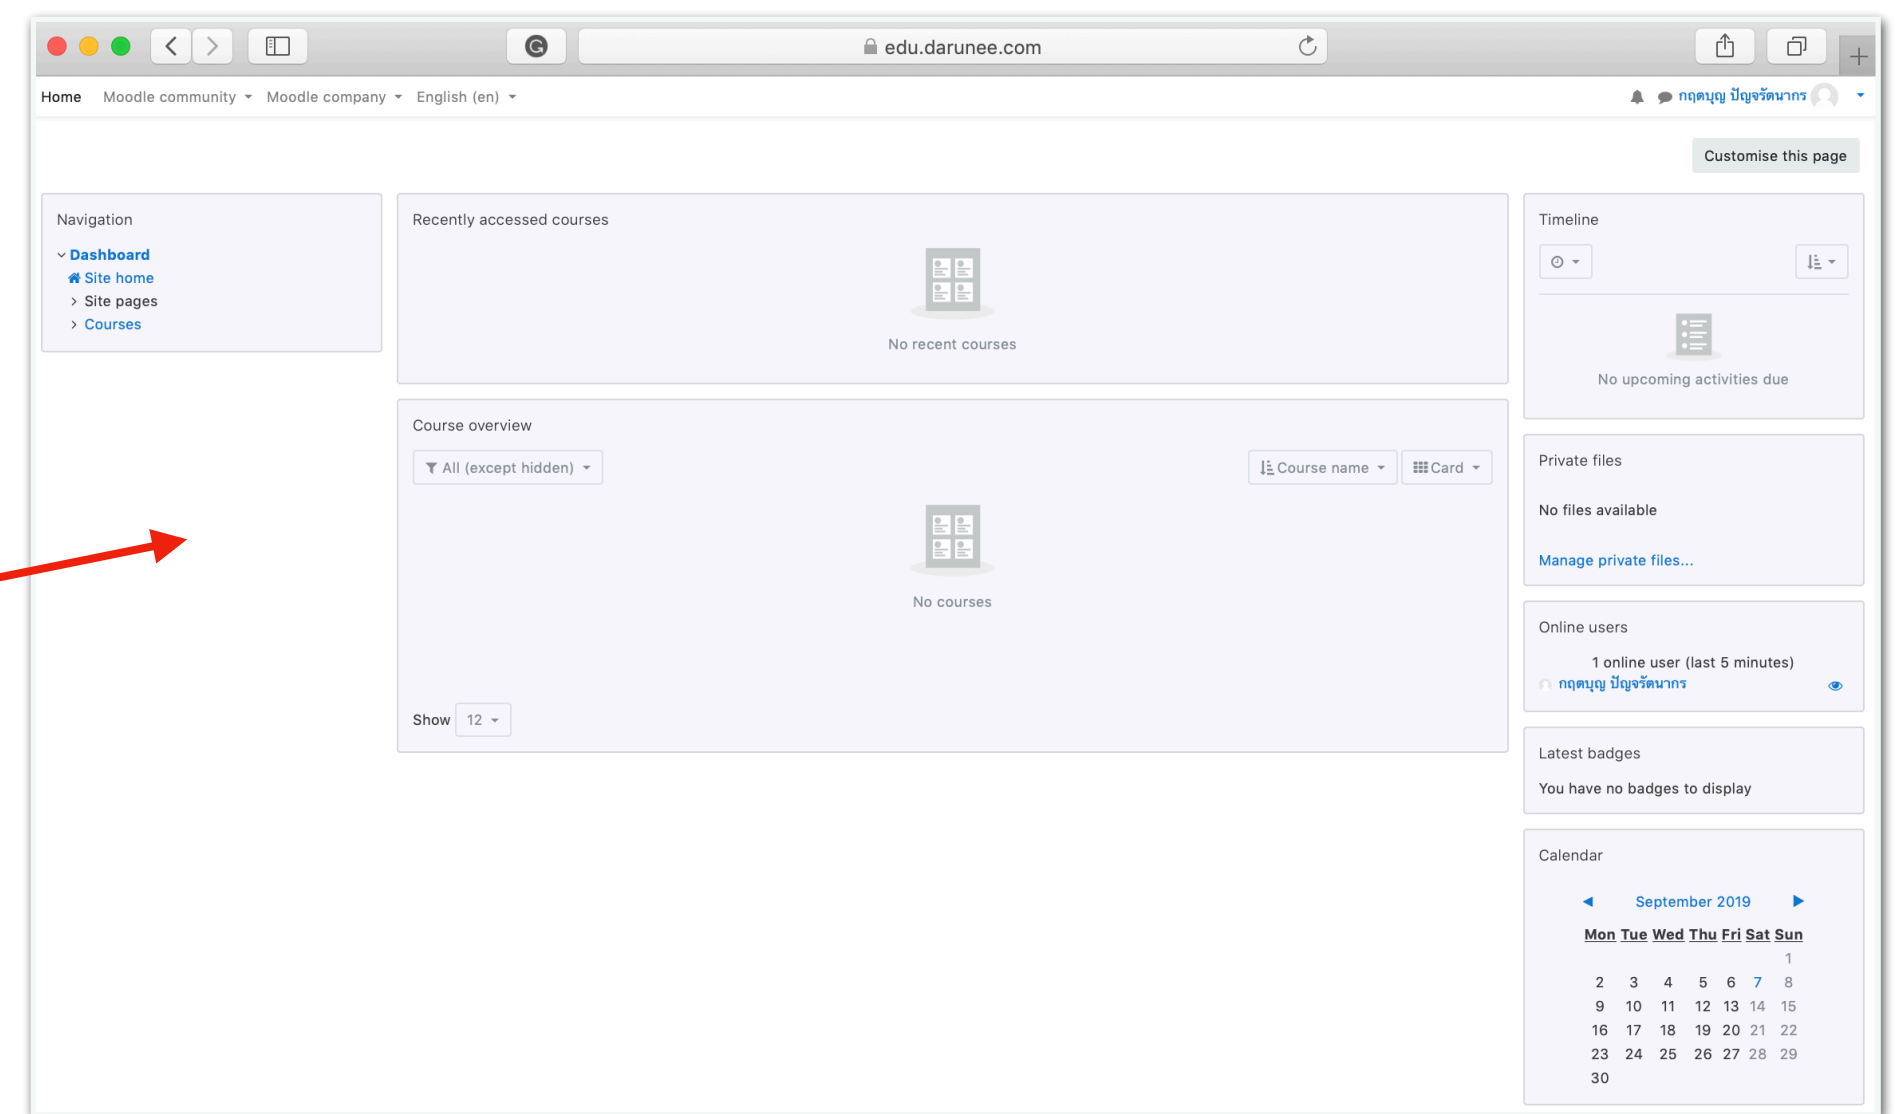 edu.darunee.com
Home Moodle community Moodle company English (en) กฤตบุญ ปัญจรัตนากร
Customise this page
Navigation
Dashboard
Site home
Site pages
Courses
Recently accessed courses
No recent courses
Course overview
All (except hidden) Course name Card
No courses
Show 12
Timeline
No upcoming activities due
Private files
No files available
Manage private files...
Online users
1 online user (last 5 minutes)
กฤตบุญ ปัญจรัตนากร
Latest badges
You have no badges to display
Calendar
September 2019
Mon Tue Wed Thu Fri Sat Sun
1
2 3 4 5 6 7 8
9 10 11 12 13 14 15
16 17 18 19 20 21 22
23 24 25 26 27 28 29
30